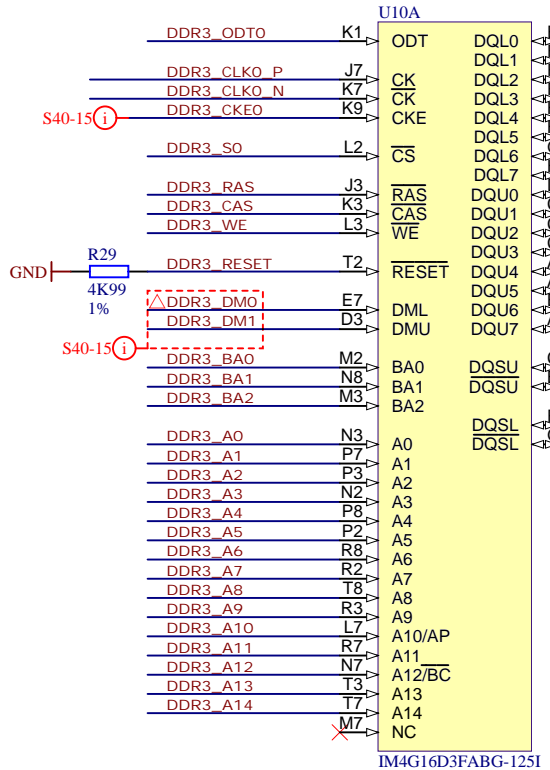 U10A
DDR3_ODT0 K1 ODT DQL0
DQL1
DDR3_CLK0_P J7 CK DQL2
DDR3_CLK0_N K7 CK DQL3
S40-15 i DDR3_CKE0 K9 CKE DQL4
DQL5
DDR3_S0 L2 CS DQL6
DQL7
DDR3_RAS J3 RAS DQU0
DDR3_CAS K3 CAS DQU1
DDR3_WE L3 WE DQU2
R29 DQU3
GND DDR3_RESET T2 RESET DQU4
4K99 DQU5
1% DDR3_DM0 E7 DML DQU6
DDR3_DM1 D3 DMU DQU7
S40-15 i
DDR3_BA0 M2 BA0 DQSU
DDR3_BA1 N8 BA1 DQSU
DDR3_BA2 M3 BA2
DQSL
DDR3_A0 N3 A0 DQSL
DDR3_A1 P7 A1
DDR3_A2 P3 A2
DDR3_A3 N2 A3
DDR3_A4 P8 A4
DDR3_A5 P2 A5
DDR3_A6 R8 A6
DDR3_A7 R2 A7
DDR3_A8 T8 A8
DDR3_A9 R3 A9
DDR3_A10 L7 A10/AP
DDR3_A11 R7 A11
DDR3_A12 N7 A12/BC
DDR3_A13 T3 A13
DDR3_A14 T7 A14
M7 NC
IM4G16D3FABG-125I